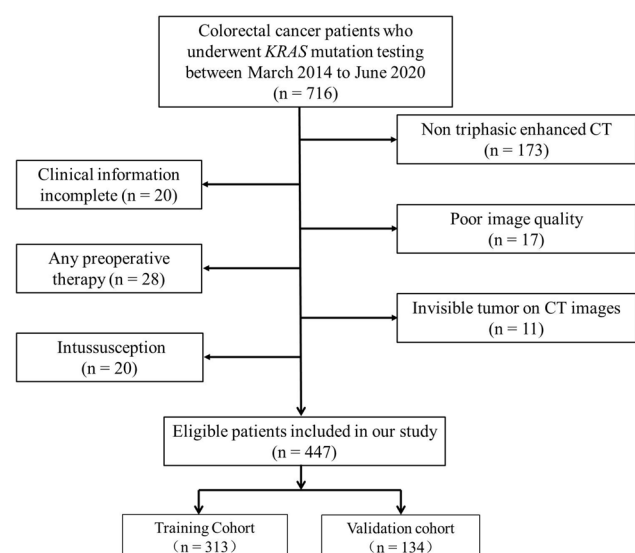 Colorectal cancer patients who
underwent KRAS mutation testing
between March 2014 to June 2020
(n = 716)
Non triphasic enhanced CT
(n = 173)
Clinical information
incomplete (n = 20)
Poor image quality
(n = 17)
Any preoperative
therapy (n = 28)
Invisible tumor on CT images
(n = 11)
Intussusception
(n = 20)
Eligible patients included in our study
(n = 447)
Training Cohort
（n = 313）
Validation cohort
（n = 134）